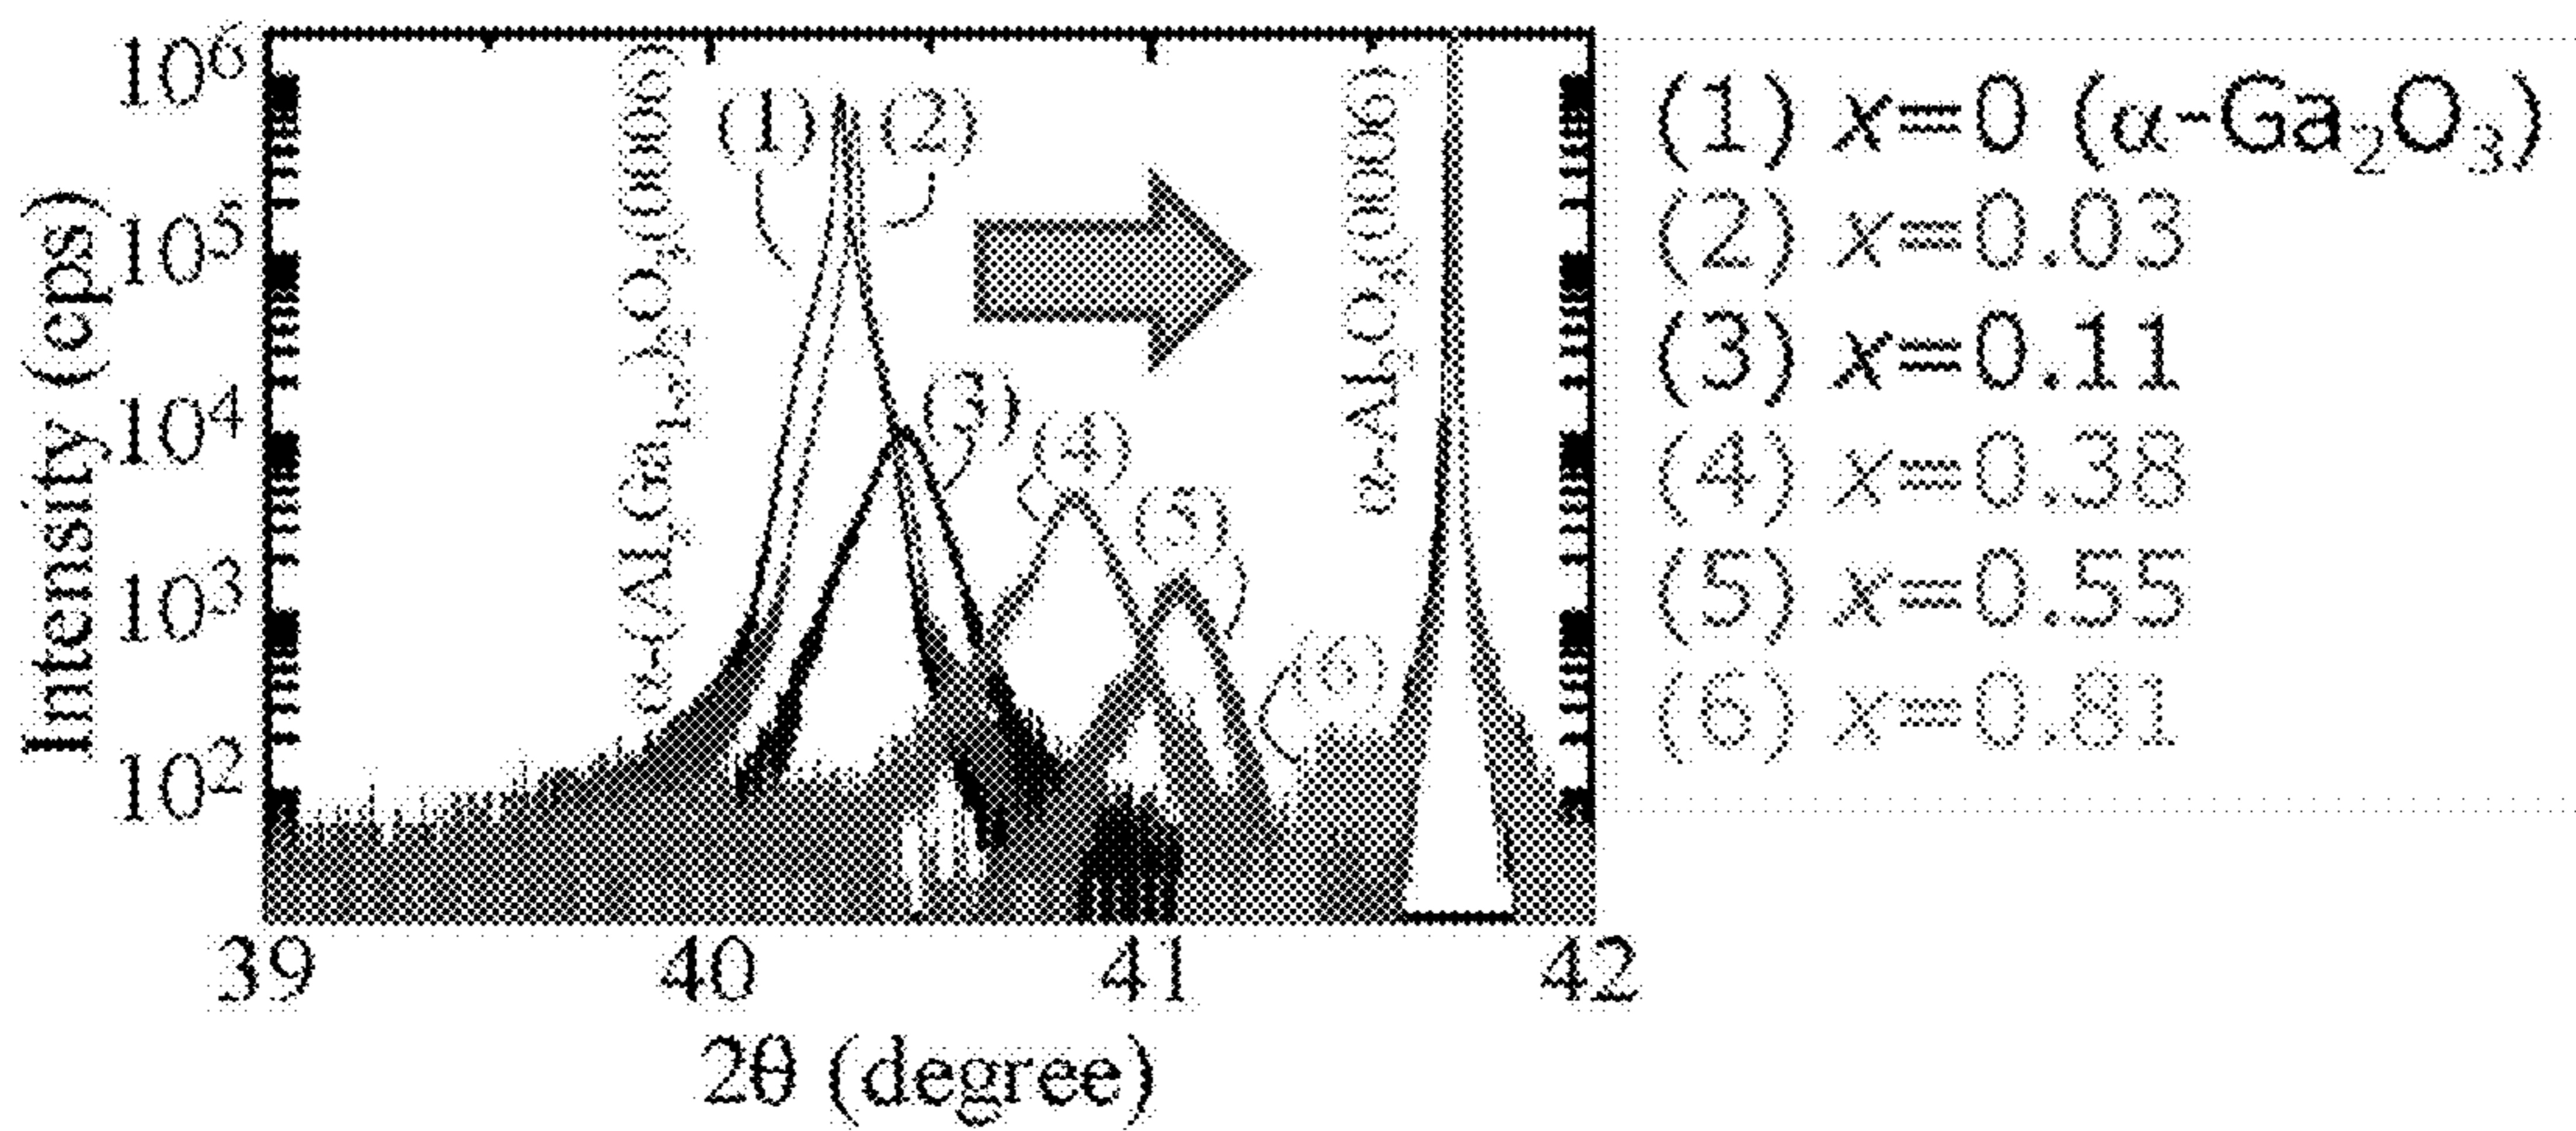 Intensity (cps)
10⁶
10⁵
10⁴
10³
10²
39
40
41
42
2θ (degree)
α-(AlₓGa₁₋ₓ)₂O₃(0006)
α-Al₂O₃(0006)
(1)
(2)
(3)
(4)
(5)
(6)
(1) x=0 (α-Ga₂O₃)
(2) x=0.03
(3) x=0.11
(4) x=0.38
(5) x=0.55
(6) x=0.81